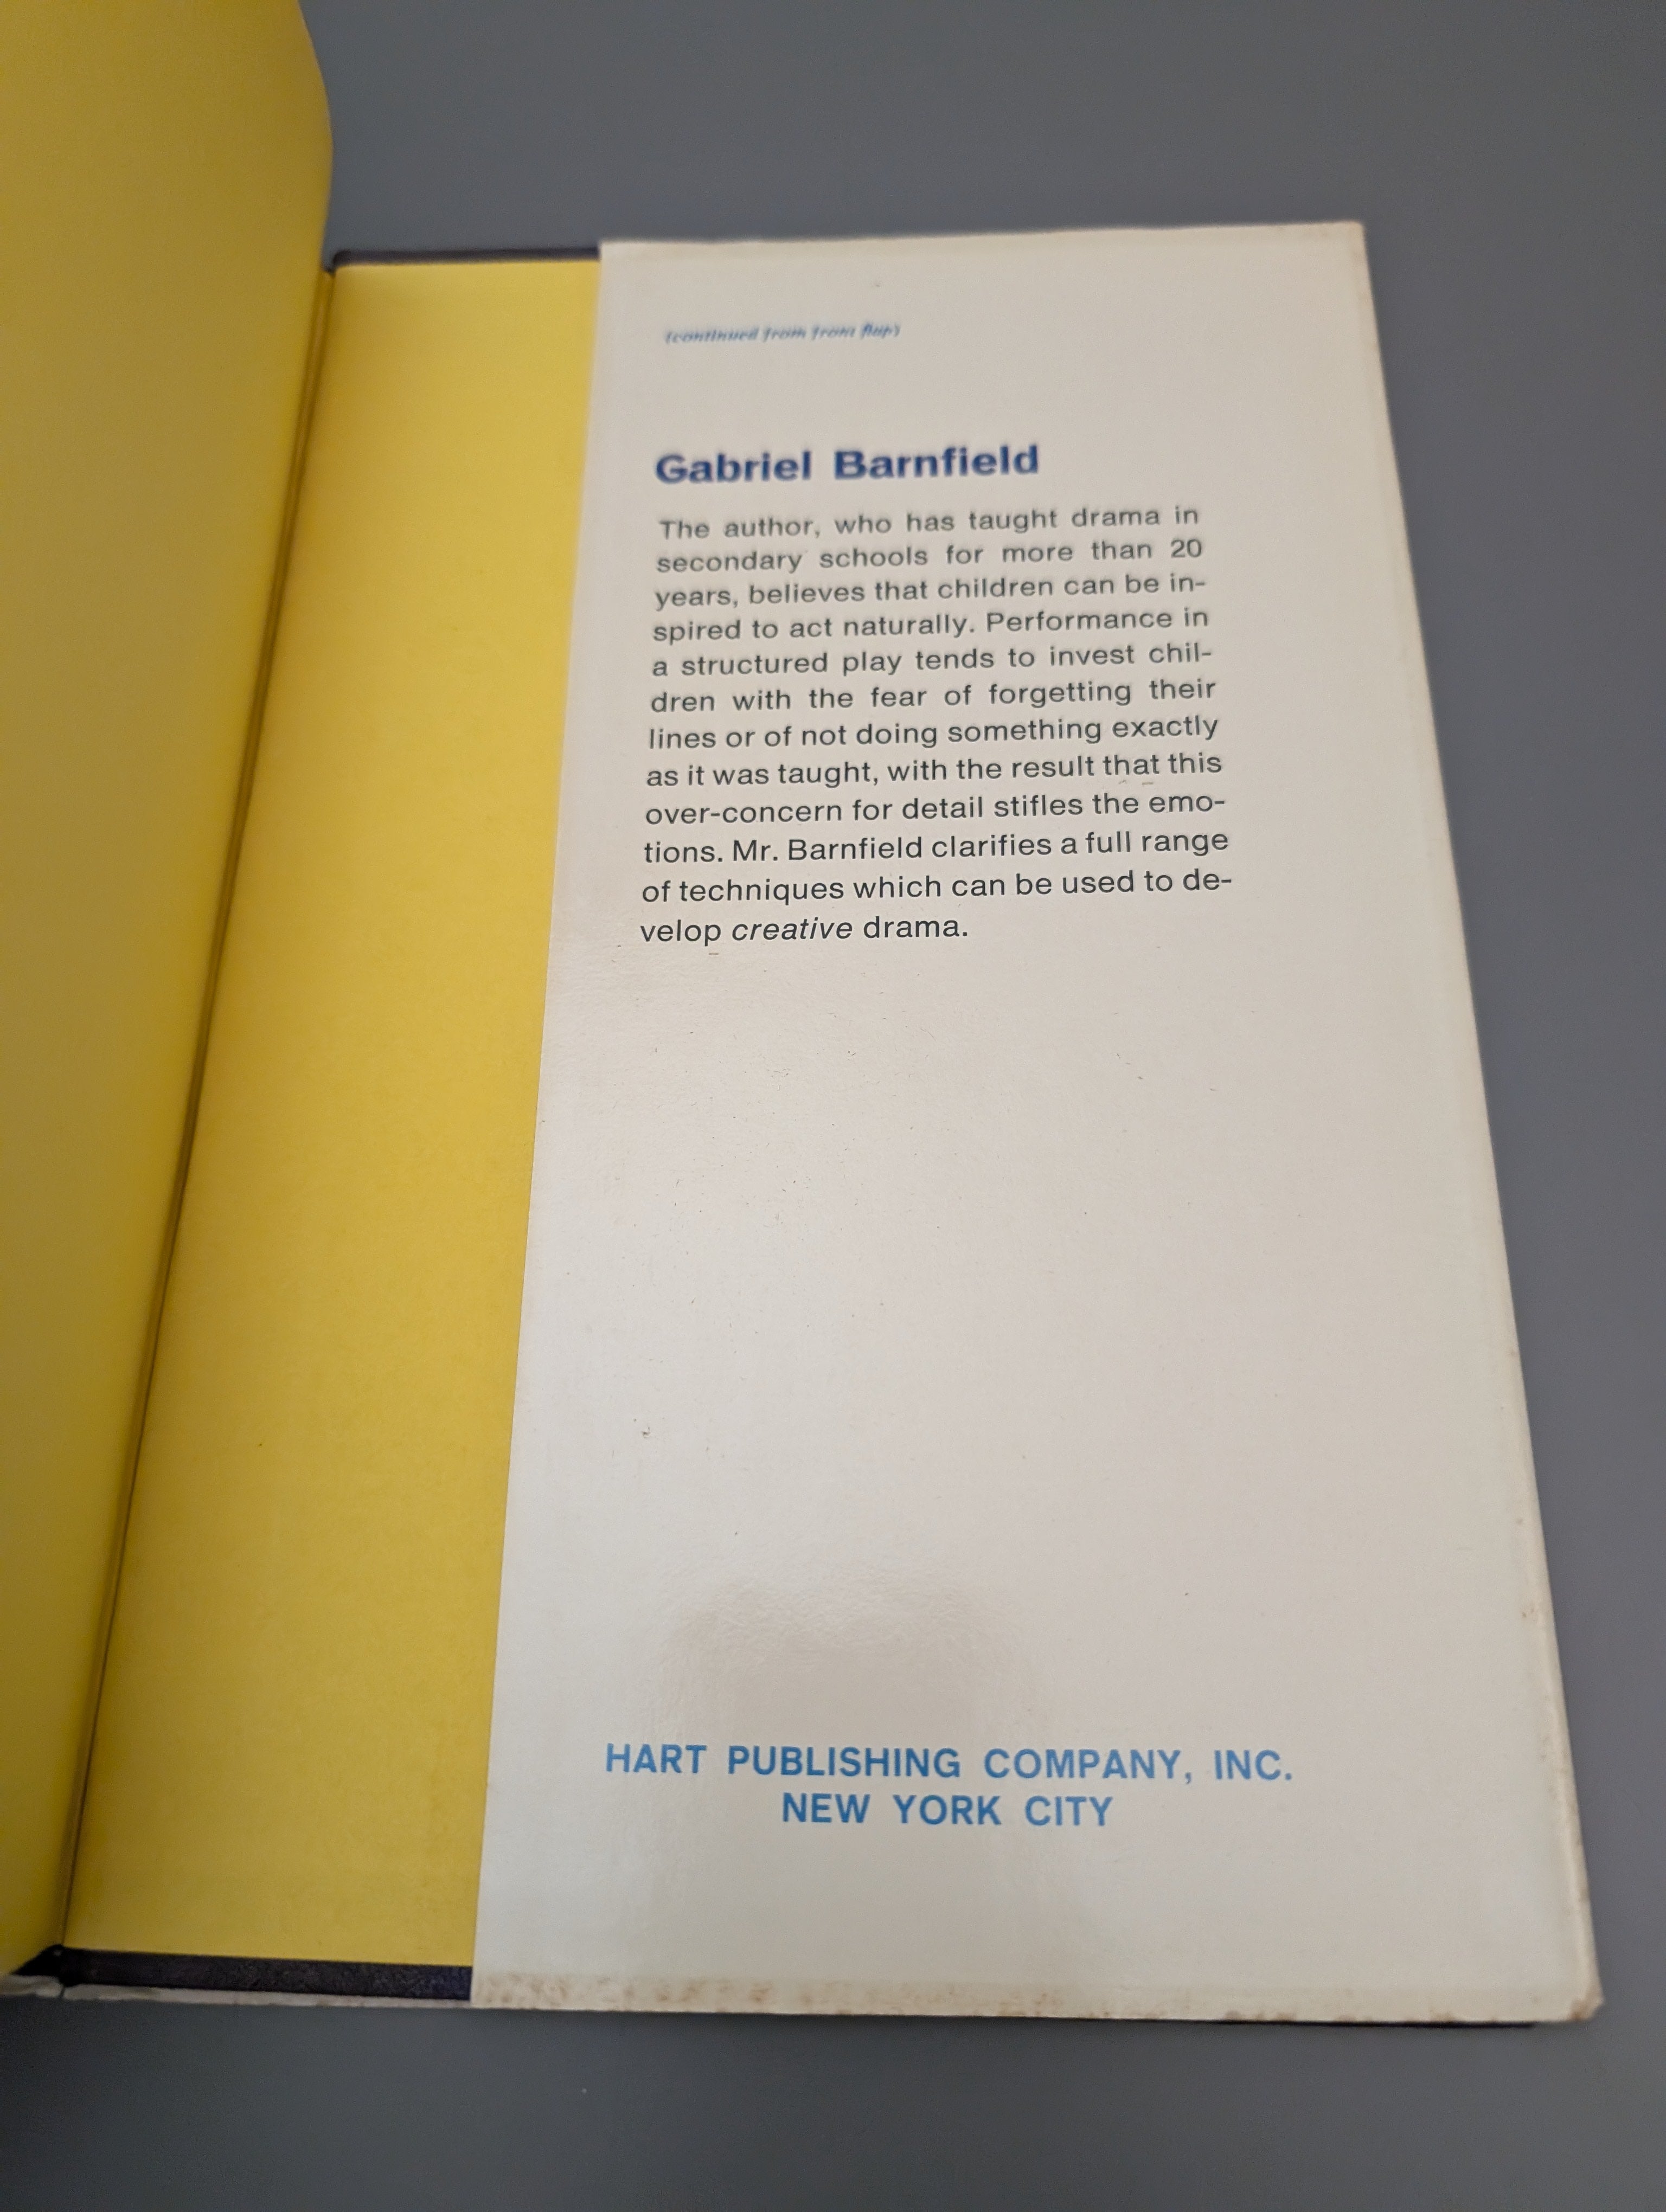 (continued from front flap)
Gabriel Barnfield
The author, who has taught drama in
secondary schools for more than 20
years, believes that children can be in-
spired to act naturally. Performance in
a structured play tends to invest chil-
dren with the fear of forgetting their
lines or of not doing something exactly
as it was taught, with the result that this
over-concern for detail stifles the emo-
tions. Mr. Barnfield clarifies a full range
of techniques which can be used to de-
velop creative drama.
HART PUBLISHING COMPANY, INC.
NEW YORK CITY